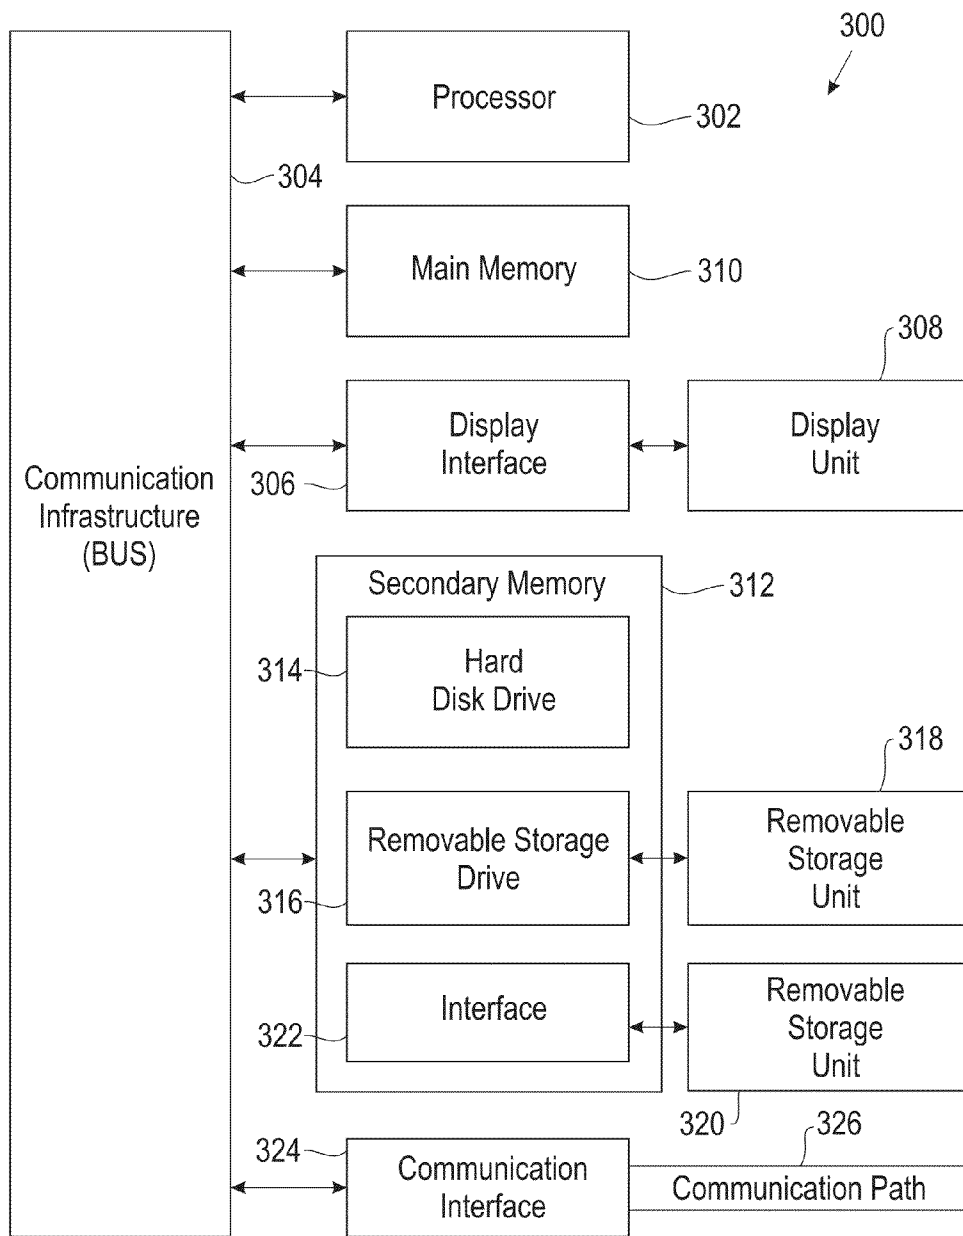 300
Processor
302
304
Main Memory
310
308
Display
Interface
306
Display
Unit
Communication
Infrastructure
(BUS)
Secondary Memory
312
314
Hard
Disk Drive
318
Removable Storage
Drive
316
Removable
Storage
Unit
Interface
322
Removable
Storage
Unit
320
326
324
Communication
Interface
Communication Path